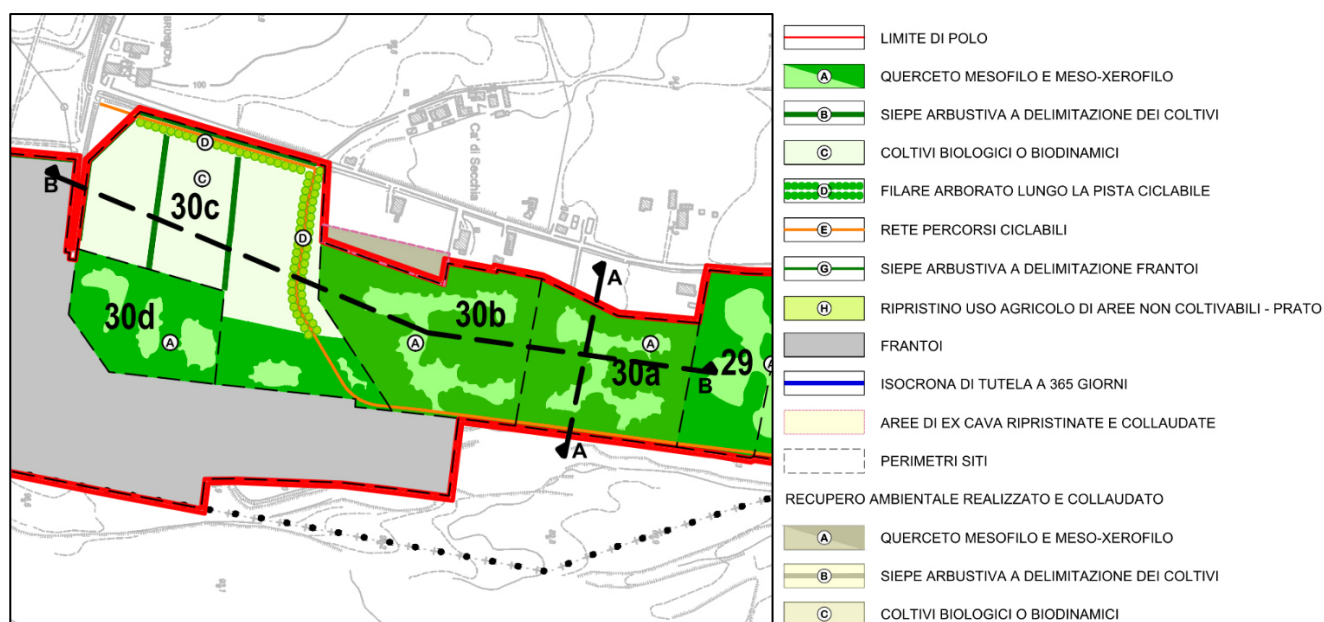 BRUGNOLA
100
Ca' di Secchia
D
C
B
30c
D
30d
A
30b
A
A
A
30a
A
B
29
A
A
LIMITE DI POLO
A QUERCETO MESOFILO E MESO-XEROFILO
B SIEPE ARBUSTIVA A DELIMITAZIONE DEI COLTIVI
C COLTIVI BIOLOGICI O BIODINAMICI
D FILARE ARBORATO LUNGO LA PISTA CICLABILE
E RETE PERCORSI CICLABILI
G SIEPE ARBUSTIVA A DELIMITAZIONE FRANTOI
H RIPRISTINO USO AGRICOLO DI AREE NON COLTIVABILI - PRATO
FRANTOI
ISOCRONA DI TUTELA A 365 GIORNI
AREE DI EX CAVA RIPRISTINATE E COLLAUDATE
PERIMETRI SITI
RECUPERO AMBIENTALE REALIZZATO E COLLAUDATO
A QUERCETO MESOFILO E MESO-XEROFILO
B SIEPE ARBUSTIVA A DELIMITAZIONE DEI COLTIVI
C COLTIVI BIOLOGICI O BIODINAMICI